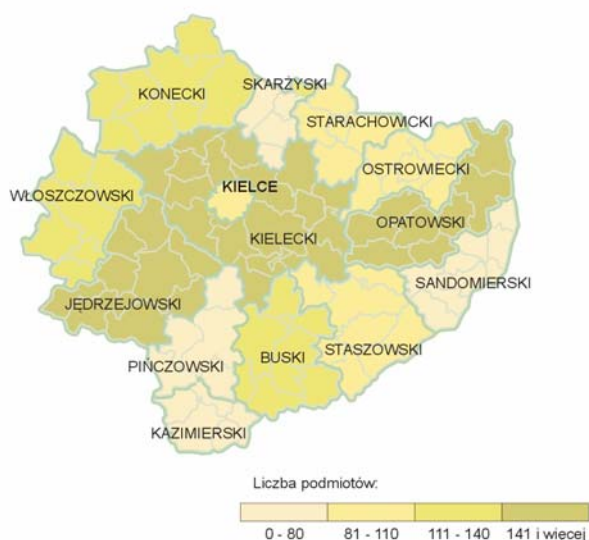 SKARŻYSKI
KONECKI
STARACHOWICKI
OSTROWIECKI
WŁOSZCZOWSKI
KIELCE
OPATOWSKI
KIELECKI
SANDOMIERSKI
JĘDRZEJOWSKI
BUSKI
STASZOWSKI
PIŃCZOWSKI
KAZIMIERSKI
Liczba podmiotów:
0 - 80 81 - 110 111 - 140 141 i więcej